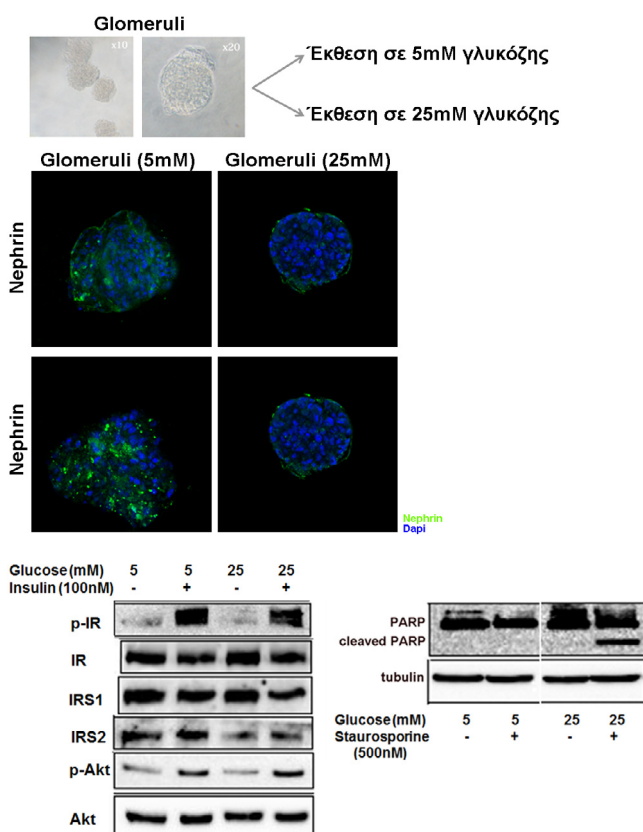 Glomeruli
x10
x20
Έκθεση σε 5mM γλυκόζης
Έκθεση σε 25mM γλυκόζης
Glomeruli (5mM)
Glomeruli (25mM)
Nephrin
Nephrin
Nephrin
Dapi
Glucose (mM) 5 5 25 25
Insulin (100nM) - + - +
p-IR
IR
IRS1
IRS2
p-Akt
Akt
PARP
cleaved PARP
tubulin
Glucose (mM) 5 5 25 25
Staurosporine - + - +
(500nM)